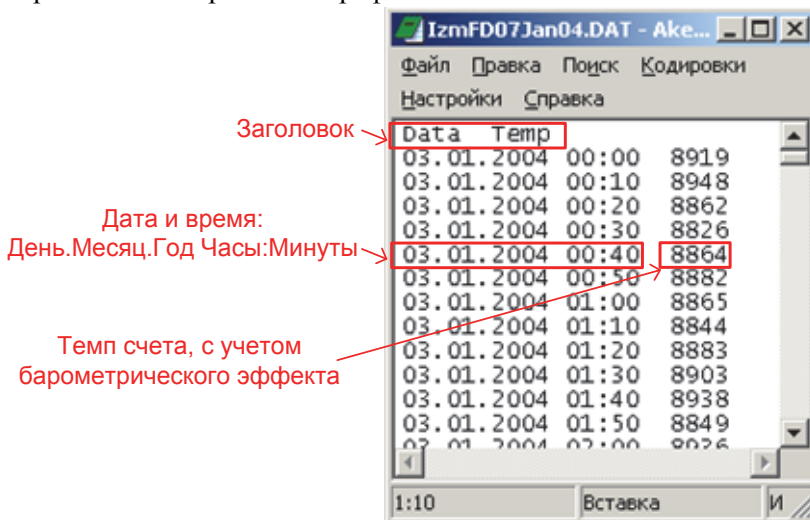 IzmFD07Jan04.DAT - Ake...
Файл Правка Поиск Кодировки
Настройки Справка
Заголовок
Data Temp
03.01.2004 00:00 8919
03.01.2004 00:10 8948
03.01.2004 00:20 8862
03.01.2004 00:30 8826
Дата и время:
День.Месяц.Год Часы:Минуты
03.01.2004 00:40 8864
03.01.2004 00:50 8882
03.01.2004 01:00 8865
03.01.2004 01:10 8844
Темп счета, с учетом
барометрического эффекта
03.01.2004 01:20 8883
03.01.2004 01:30 8903
03.01.2004 01:40 8938
03.01.2004 01:50 8849
03.01.2004 02:00
1:10 Вставка И